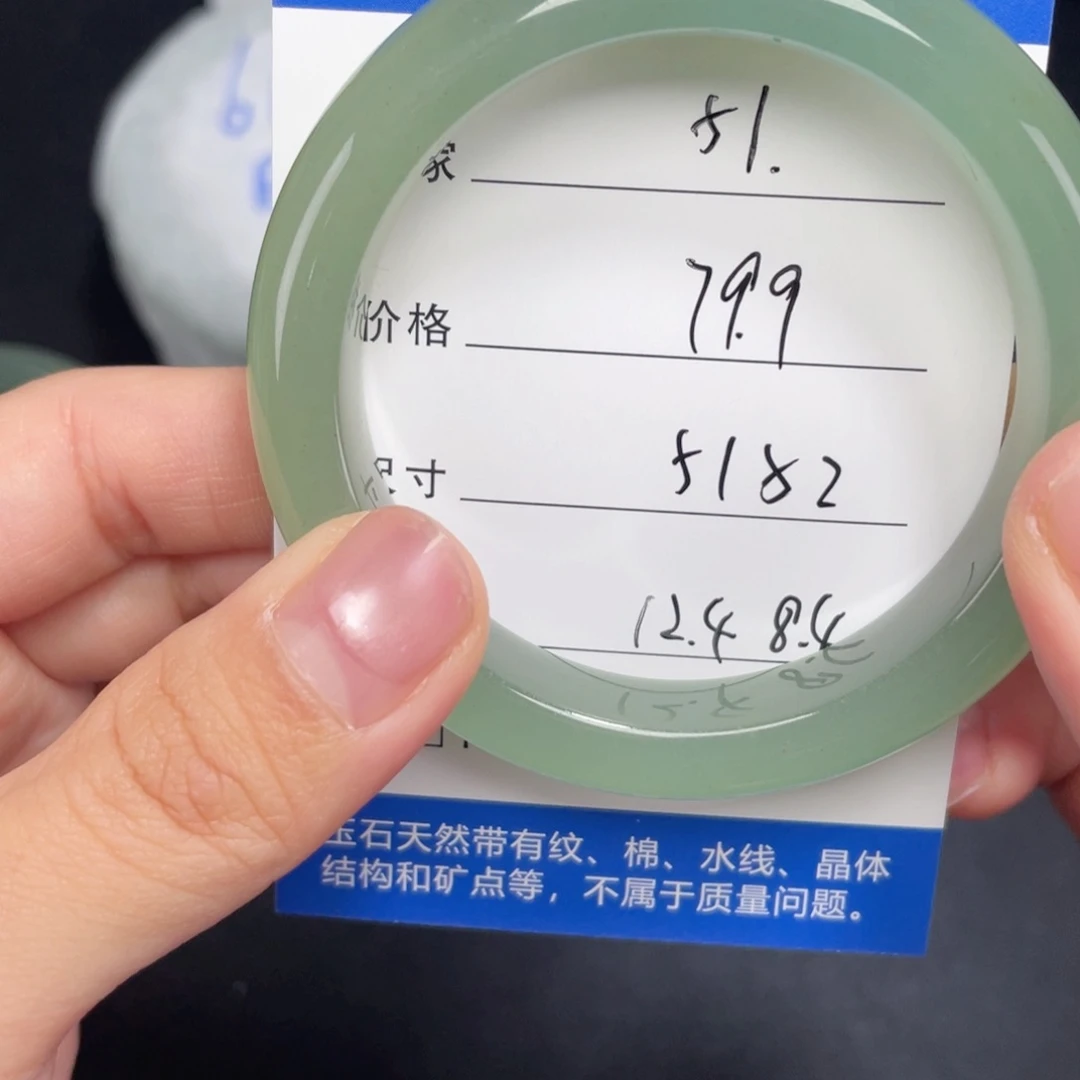 家 51.
价格 79.9
尺寸 5182
12.4 8.4
玉石天然带有纹、棉、水线、晶体
结构和矿点等，不属于质量问题。